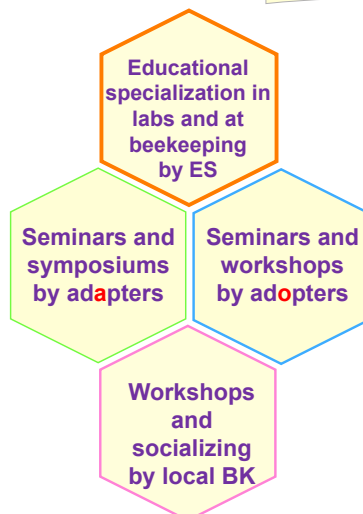 Educational
specialization in
labs and at
beekeeping
by ES
Seminars and
symposiums
by adapters
Seminars and
workshops
by adopters
Workshops
and
socializing
by local BK